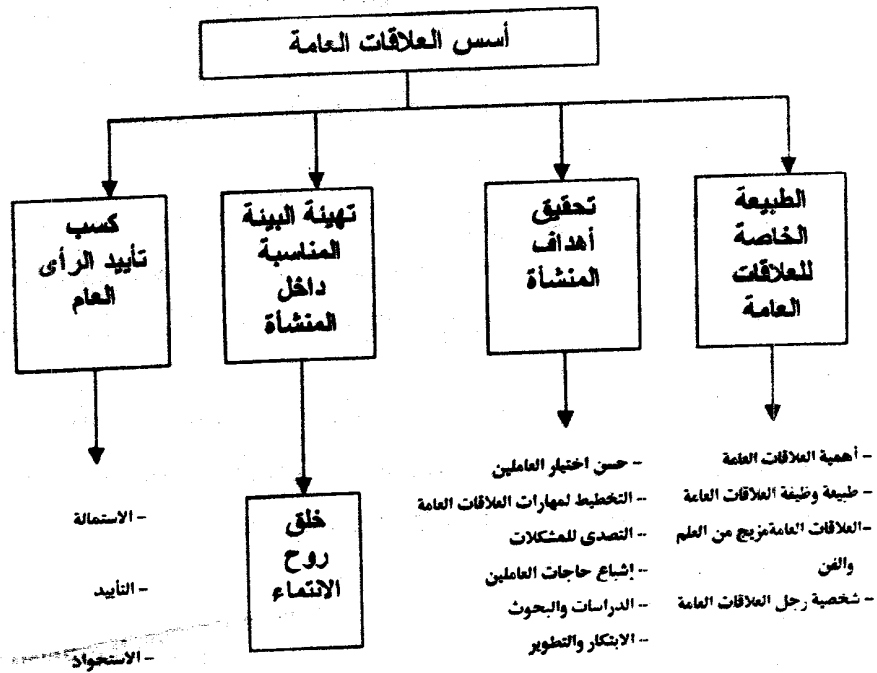 أسس العلاقات العامة
الطبيعة
الخاصة
للعلاقات
العامة
تحقيق
أهداف
المنشأة
تهيئة البيئة
المناسبة
داخل
المنشأة
كسب
تأييد الرأى
العام
- أهمية العلاقات العامة
- طبيعة وظيفة العلاقات العامة
-العلاقات العامة مزيج من العلم
والفن
- شخصية رجل العلاقات العامة
- حسن اختيار العاملين
- التخطيط لمهارات العلاقات العامة
- التصدى للمشكلات
- إشباع حاجات العاملين
- الدراسات والبحوث
- الابتكار والتطوير
خلق
روح
الانتماء
- الاستمالة
- التأييد
- الاستحواذ